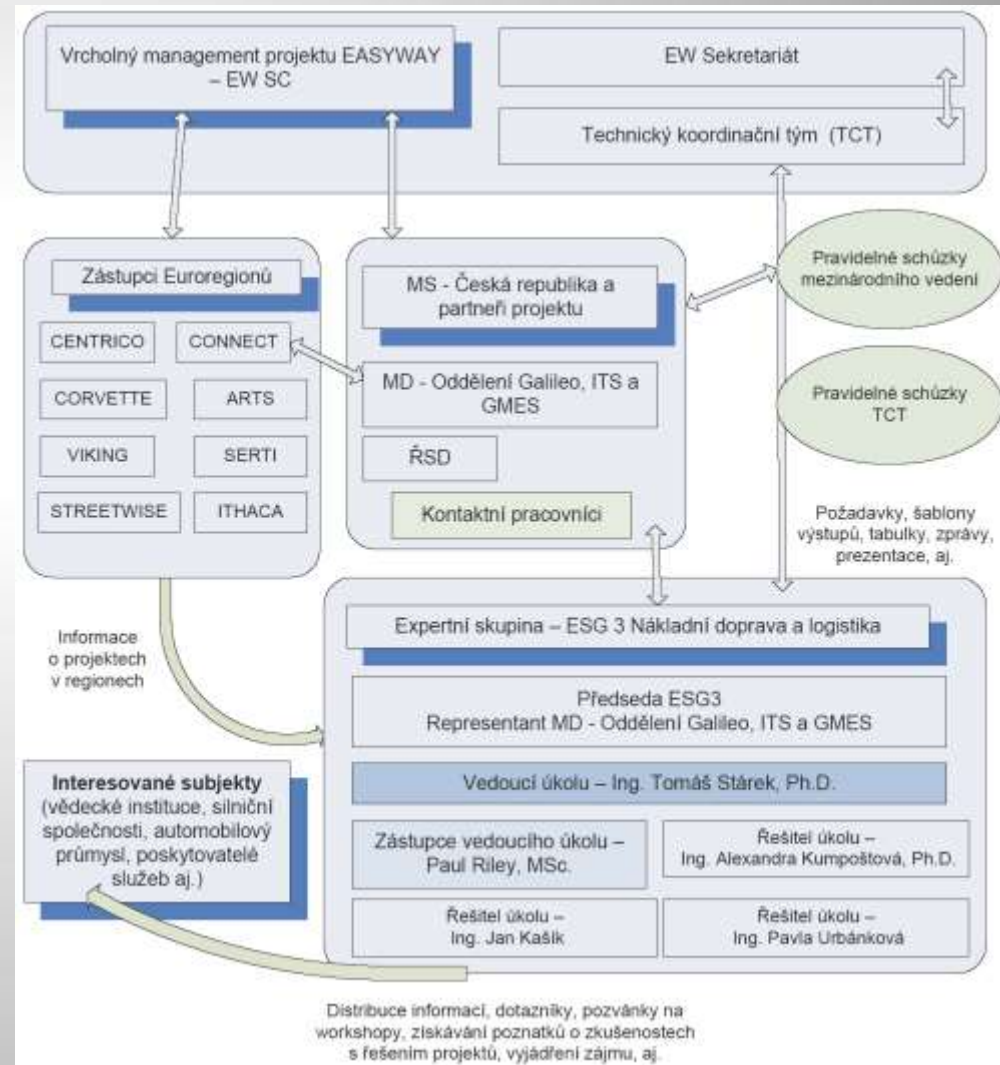 Vrcholný management projektu EASYWAY
– EW SC
EW Sekretariát
Technický koordinační tým (TCT)
Zástupci Euroregionů
CENTRICO
CONNECT
CORVETTE
ARTS
VIKING
SERTI
STREETWISE
ITHACA
MS - Česká republika a
partneři projektu
MD - Oddělení Galileo, ITS a
GMES
ŘSD
Kontaktní pracovníci
Pravidelné schůzky
mezinárodního vedení
Pravidelné schůzky
TCT
Požadavky, šablony
výstupů, tabulky, zprávy,
prezentace, aj.
Informace
o projektech
v regionech
Expertní skupina – ESG 3 Nákladní doprava a logistika
Předseda ESG3
Representant MD - Oddělení Galileo, ITS a GMES
Vedoucí úkolu – Ing. Tomáš Stárek, Ph.D.
Zástupce vedoucího úkolu –
Paul Riley, MSc.
Řešitel úkolu –
Ing. Alexandra Kumpoštová, Ph.D.
Řešitel úkolu –
Ing. Jan Kašík
Řešitel úkolu –
Ing. Pavla Urbánková
Interesované subjekty
(vědecké instituce, silniční
společnosti, automobilový
průmysl, poskytovatelé
služeb aj.)
Distribuce informací, dotazníky, pozvánky na
workshopy, získávání poznatků o zkušenostech
s řešením projektů, vyjádření zájmu, aj.